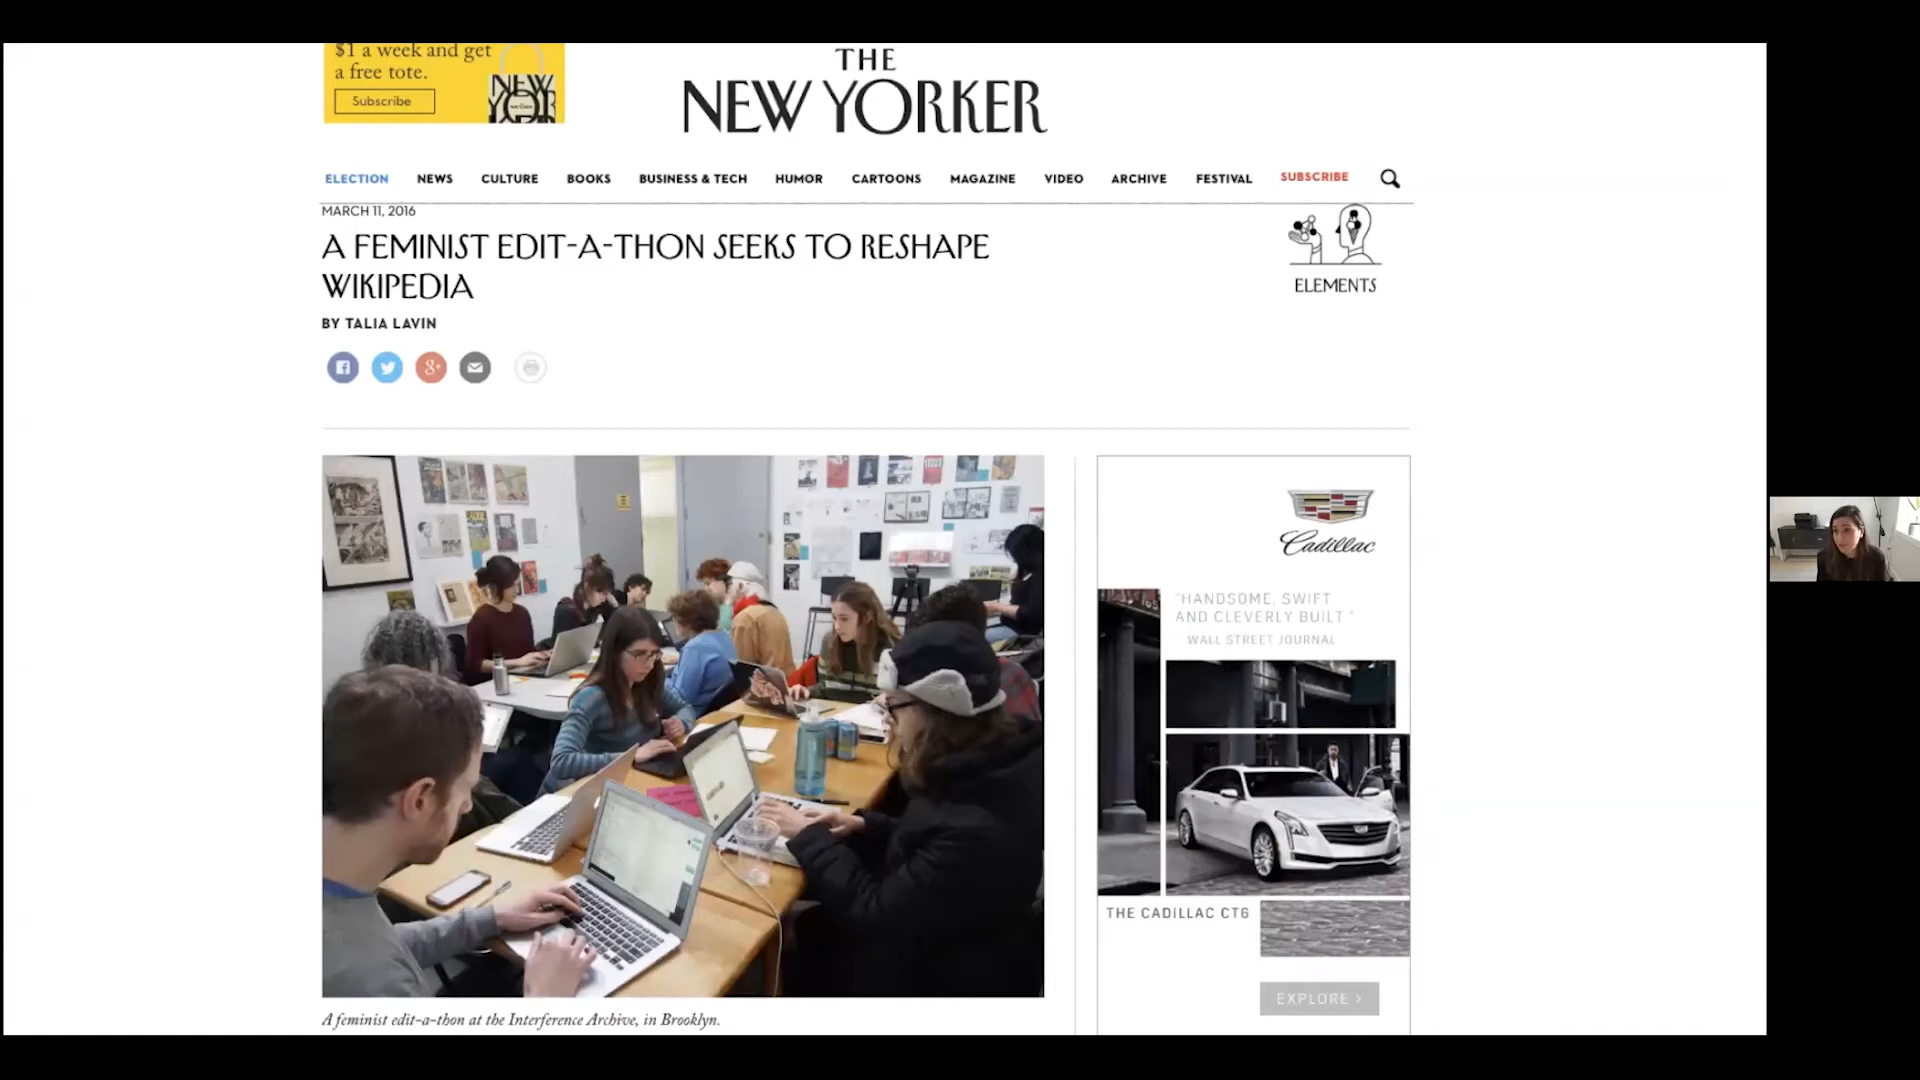 $1 a week and get
a free tote.
Subscribe
NEW
THE
NEW YORKER
ELECTION NEWS CULTURE BOOKS BUSINESS & TECH HUMOR CARTOONS MAGAZINE VIDEO ARCHIVE FESTIVAL SUBSCRIBE
MARCH 11, 2016
A FEMINIST EDIT-A-THON SEEKS TO RESHAPE
WIKIPEDIA
BY TALIA LAVIN
ELEMENTS
Cadillac
"HANDSOME, SWIFT
AND CLEVERLY BUILT."
WALL STREET JOURNAL
THE CADILLAC CT6
EXPLORE >
A feminist edit-a-thon at the Interference Archive, in Brooklyn.